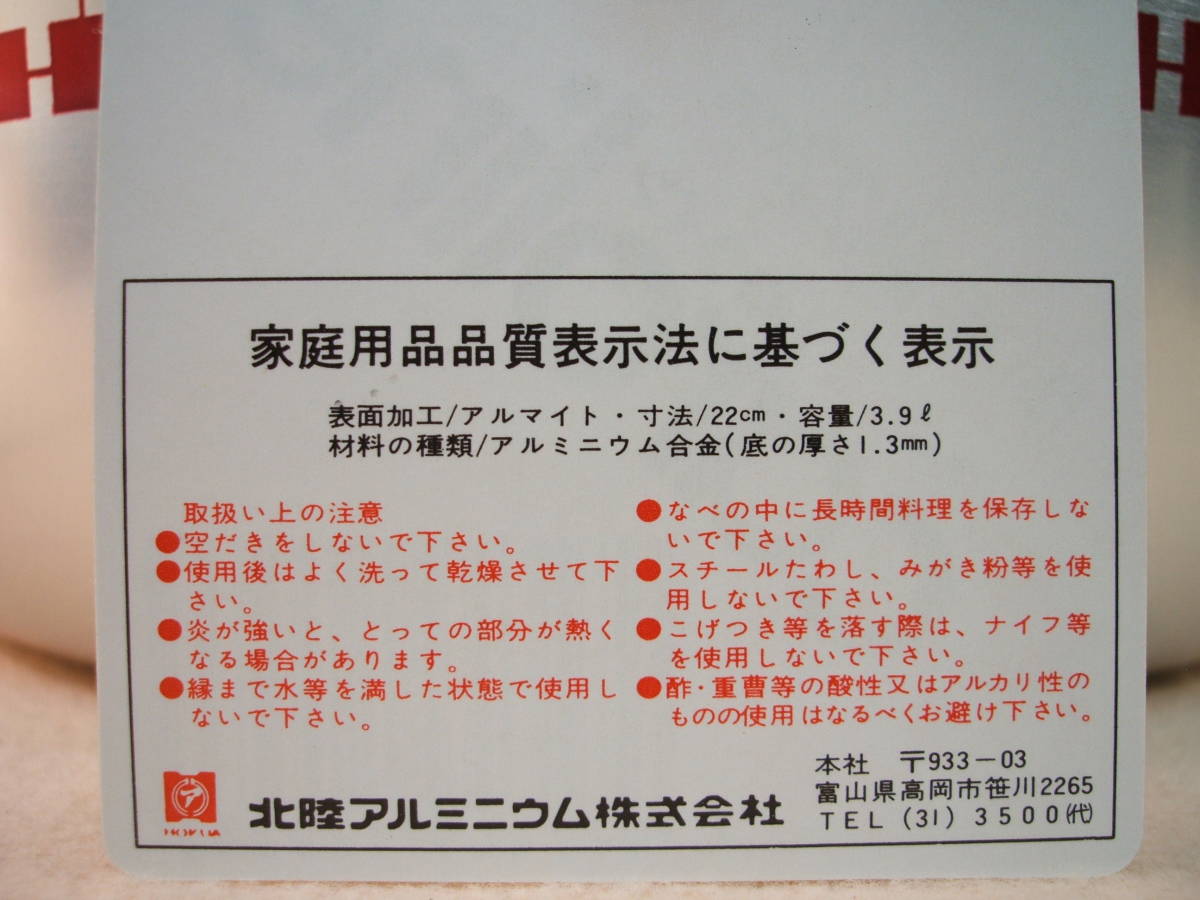 H
H
家庭用品品質表示法に基づく表示
表面加工/アルマイト・寸法/22cm・容量/3.9ℓ
材料の種類/アルミニウム合金(底の厚さ1.3mm)
取扱い上の注意
●空だきをしないで下さい。
●使用後はよく洗って乾燥させて下
さい。
●炎が強いと、とっての部分が熱く
なる場合があります。
●縁まで水等を満した状態で使用し
ないで下さい。
●なべの中に長時間料理を保存しな
いで下さい。
●スチールたわし、みがき粉等を使
用しないで下さい。
●こげつき等を落す際は、ナイフ等
を使用しないで下さい。
●酢・重曹等の酸性又はアルカリ性の
ものの使用はなるべくお避け下さい。
HOKUA
北陸アルミニウム株式会社
本社 〒933-03
富山県高岡市笹川2265
TEL (31) 3500㈹